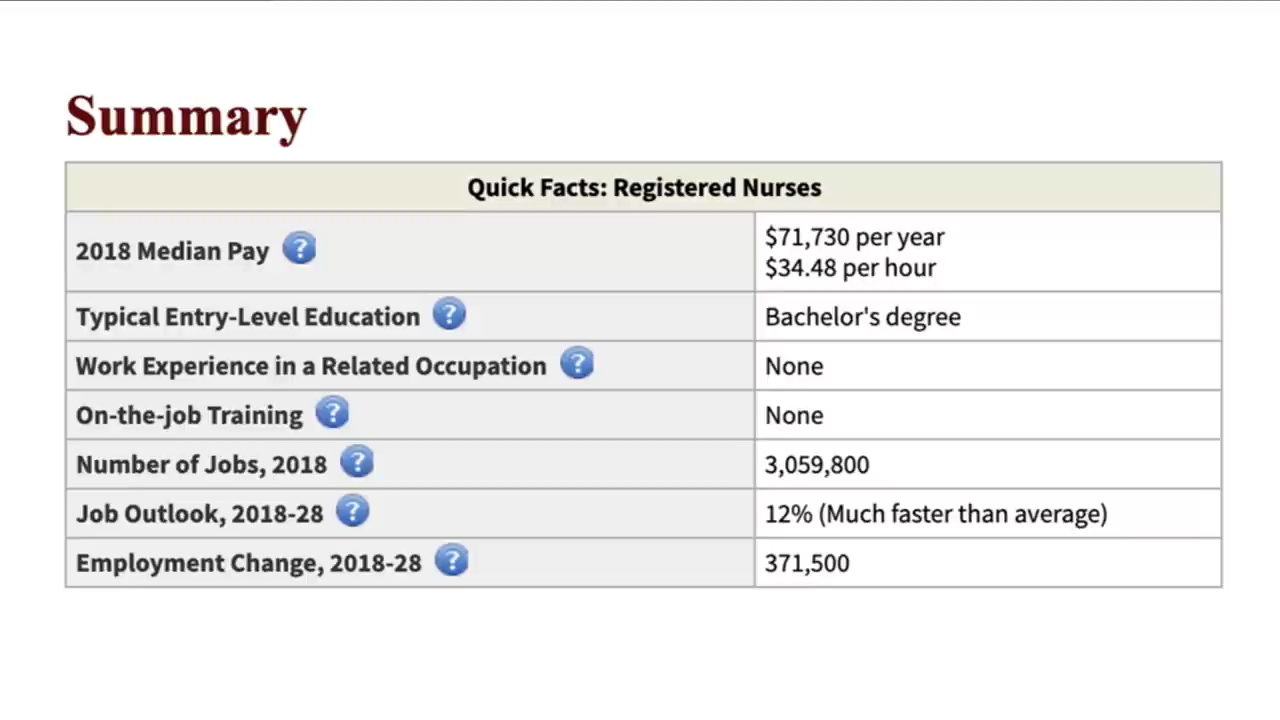 Summary
Quick Facts: Registered Nurses
2018 Median Pay ?
$71,730 per year
$34.48 per hour
Typical Entry-Level Education ?
Bachelor's degree
Work Experience in a Related Occupation ?
None
On-the-job Training ?
None
Number of Jobs, 2018 ?
3,059,800
Job Outlook, 2018-28 ?
12% (Much faster than average)
Employment Change, 2018-28 ?
371,500